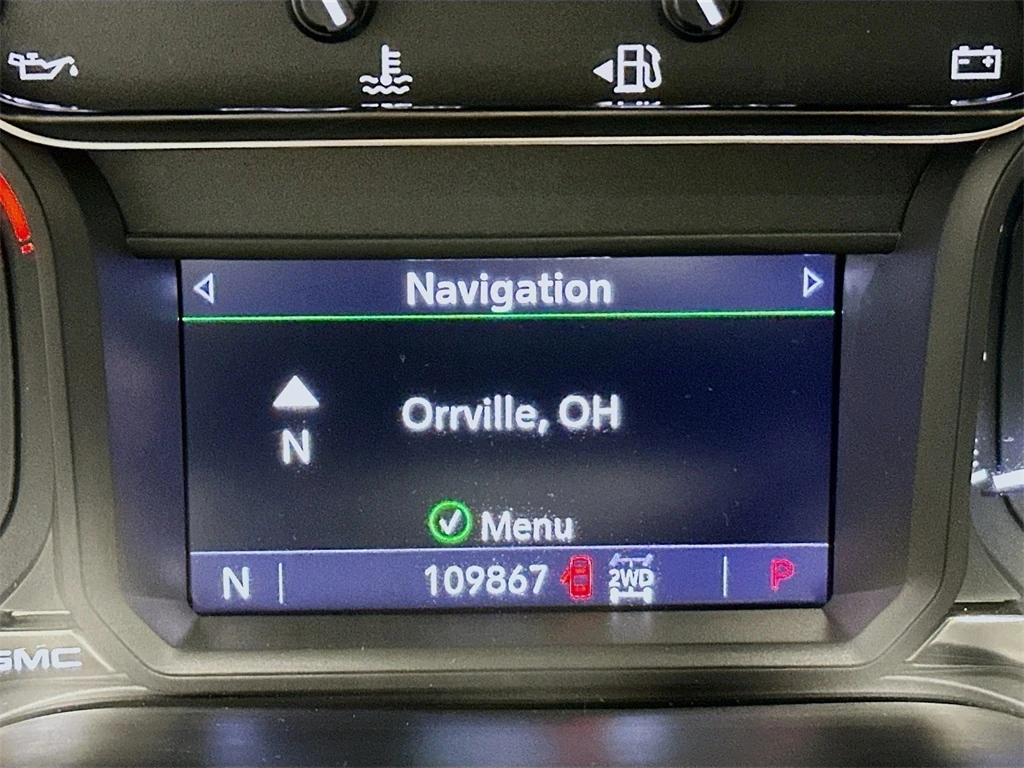 Navigation
Orrville, OH
N
Menu
N 109867 2WD P
GMC